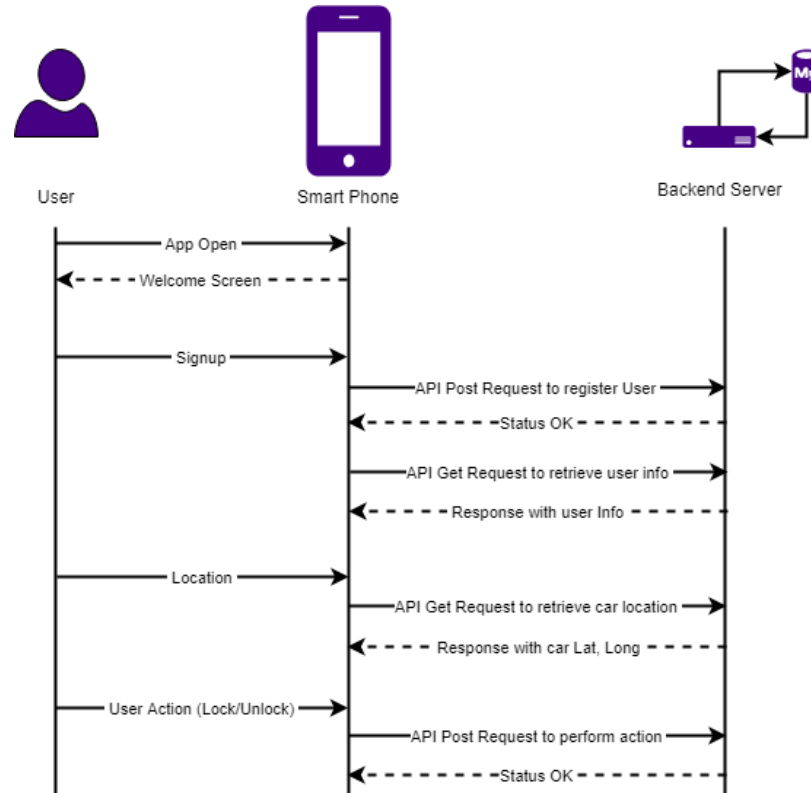 My
User
Smart Phone
Backend Server
App Open
Welcome Screen
Signup
API Post Request to register User
Status OK
API Get Request to retrieve user info
Response with user Info
Location
API Get Request to retrieve car location
Response with car Lat, Long
User Action (Lock/Unlock)
API Post Request to perform action
Status OK